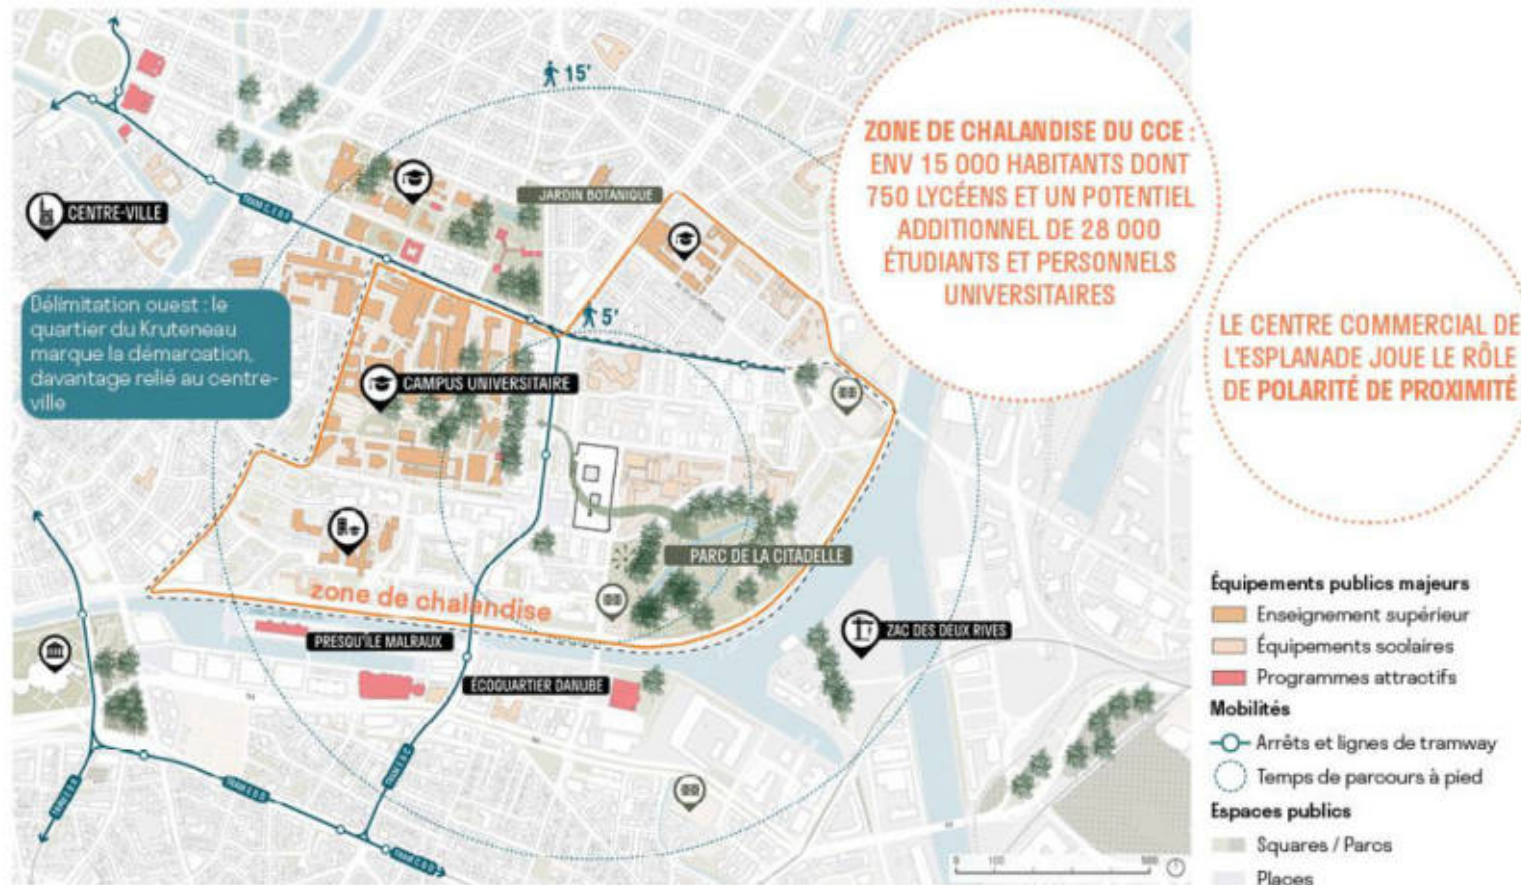 15'
CENTRE-VILLE
JARDIN BOTANIQUE
ZONE DE CHALANDISE DU CCE :
ENV 15 000 HABITANTS DONT
750 LYCÉENS ET UN POTENTIEL
ADDITIONNEL DE 28 000
ÉTUDIANTS ET PERSONNELS
UNIVERSITAIRES
Délimitation ouest : le
quartier du Kruteneau
marque la démarcation,
davantage relié au centre-
ville
5'
CAMPUS UNIVERSITAIRE
LE CENTRE COMMERCIAL DE
L'ESPLANADE JOUE LE RÔLE
DE POLARITÉ DE PROXIMITÉ
PARC DE LA CITADELLE
zone de chalandise
PRESQU'ÎLE MALRAUX
ZAC DES DEUX RIVES
ÉCOQUARTIER DANUBE
Équipements publics majeurs
Enseignement supérieur
Équipements scolaires
Programmes attractifs
Mobilités
Arrêts et lignes de tramway
Temps de parcours à pied
Espaces publics
Squares / Parcs
Places
0 100 500